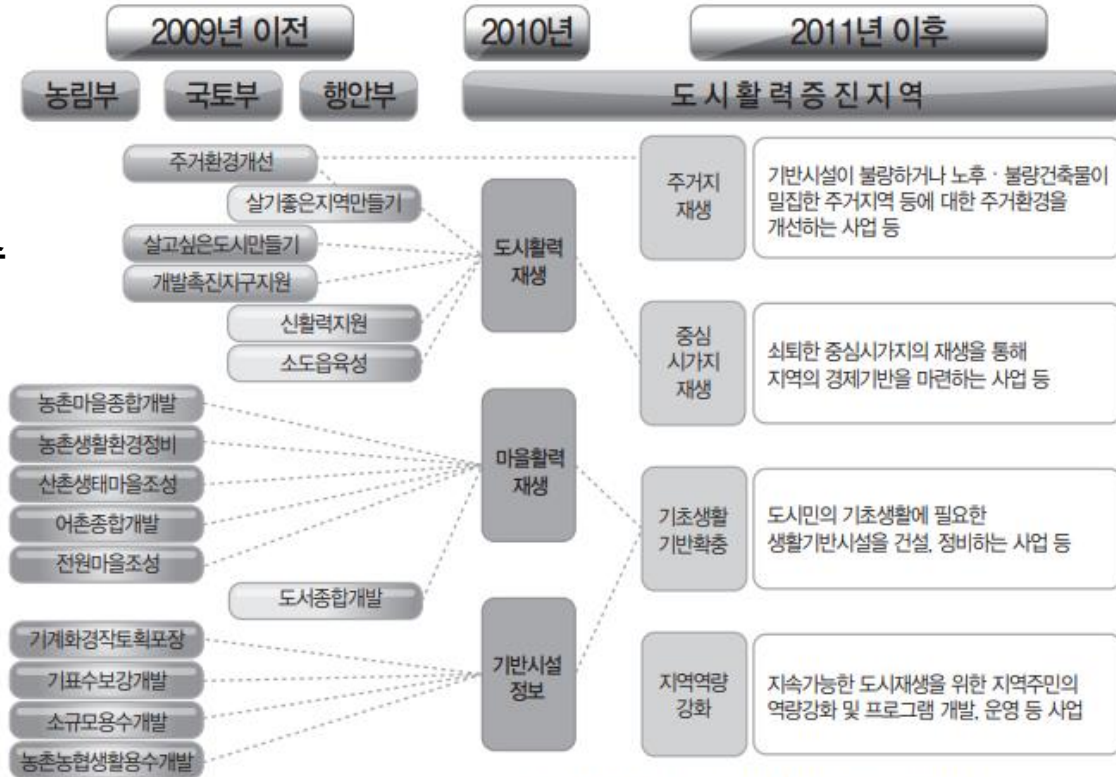 2009년 이전
2010년
2011년 이후
농림부
국토부
행안부
도시활력증진지역
주거환경개선
살기좋은지역만들기
살고싶은도시만들기
개발촉진지구지원
신활력지원
소도읍육성
농촌마을종합개발
농촌생활환경정비
산촌생태마을조성
어촌종합개발
전원마을조성
도서종합개발
기계화경작토획포장
기표수보강개발
소규모용수개발
농촌농협생활용수개발
도시활력
재생
마을활력
재생
기반시설
정보
주거지
재생
기반시설이 불량하거나 노후 · 불량건축물이
밀집한 주거지역 등에 대한 주거환경을
개선하는 사업 등
중심
시가지
재생
쇠퇴한 중심시가지의 재생을 통해
지역의 경제기반을 마련하는 사업 등
기초생활
기반확충
도시민의 기초생활에 필요한
생활기반시설을 건설, 정비하는 사업 등
지역역량
강화
지속가능한 도시재생을 위한 지역주민의
역량강화 및 프로그램 개발, 운영 등 사업